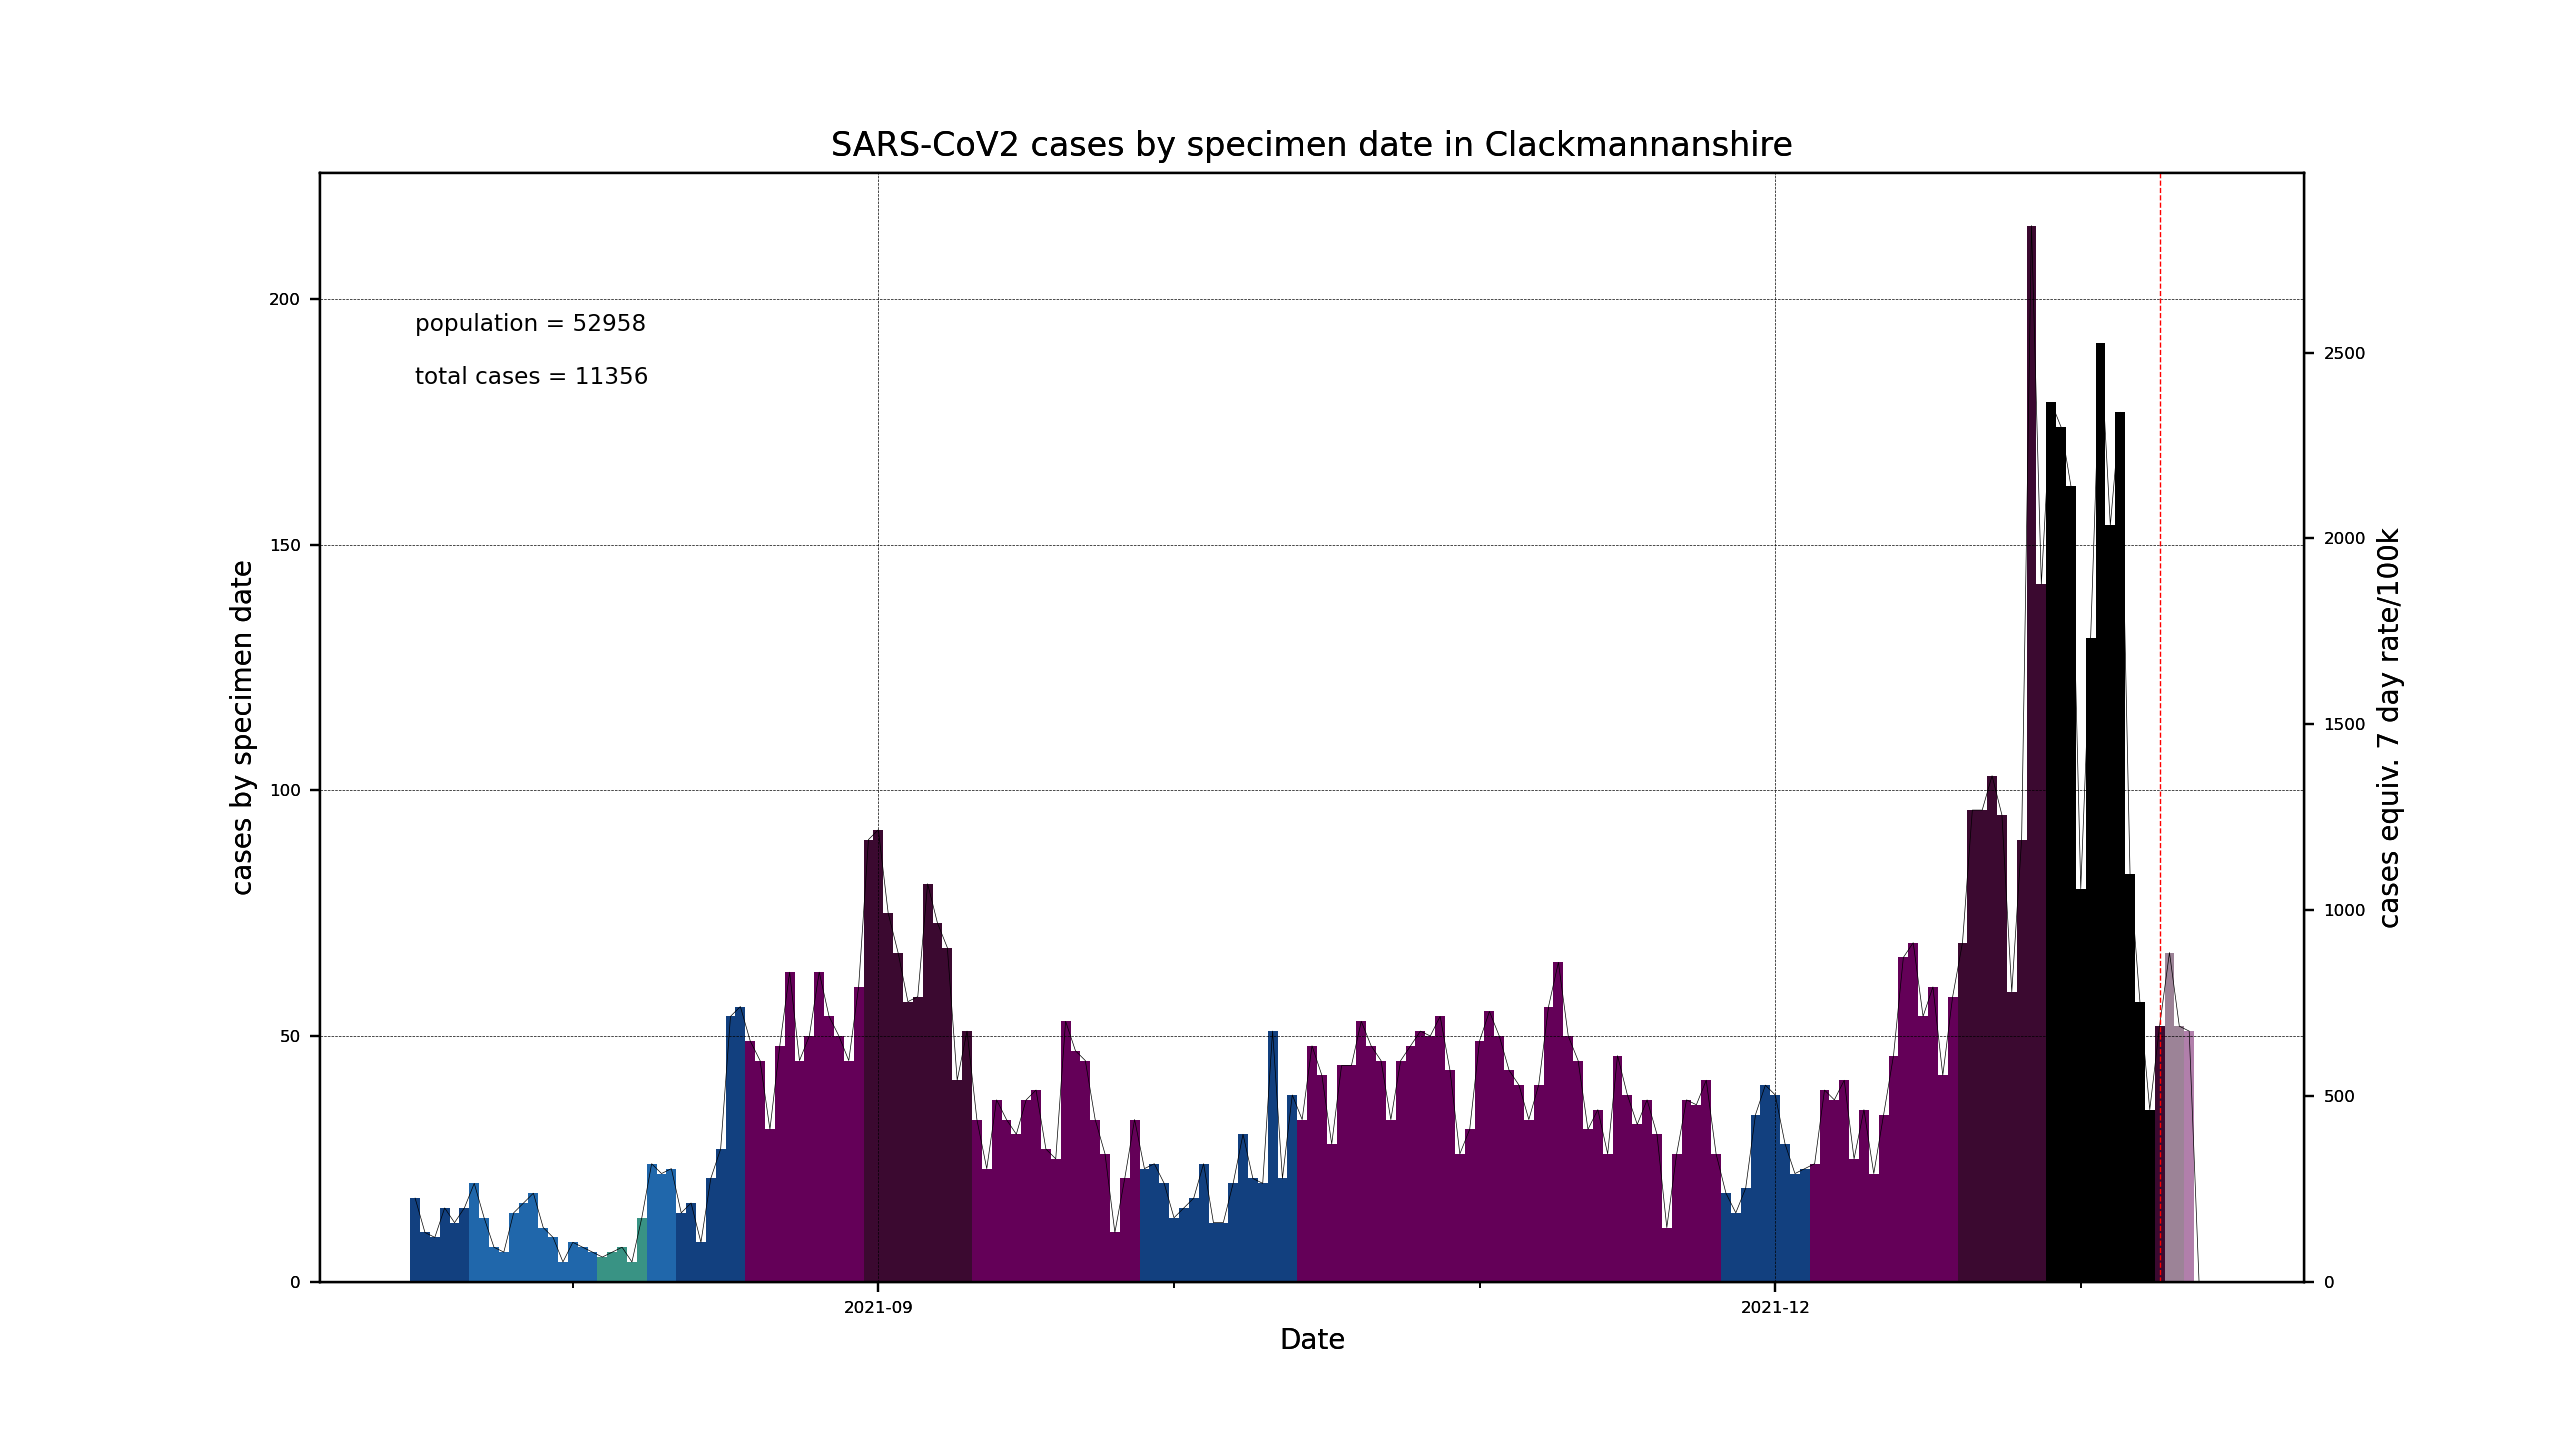 SARS-CoV2 cases by specimen date in Clackmannanshire
population = 52958
total cases = 11356
cases by specimen date
200
150
100
50
0
2021-09
2021-12
Date
2500
2000
1500
1000
500
0
cases equiv. 7 day rate/100k